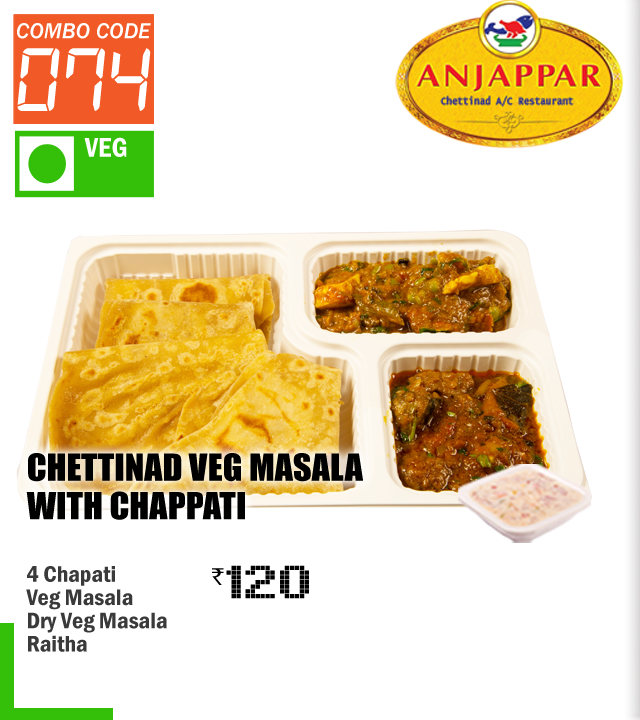 COMBO CODE
074
VEG
ANJAPPAR
Chettinad A/C Restaurant
CHETTINAD VEG MASALA
WITH CHAPPATI
4 Chapati
Veg Masala
Dry Veg Masala
Raitha
₹120